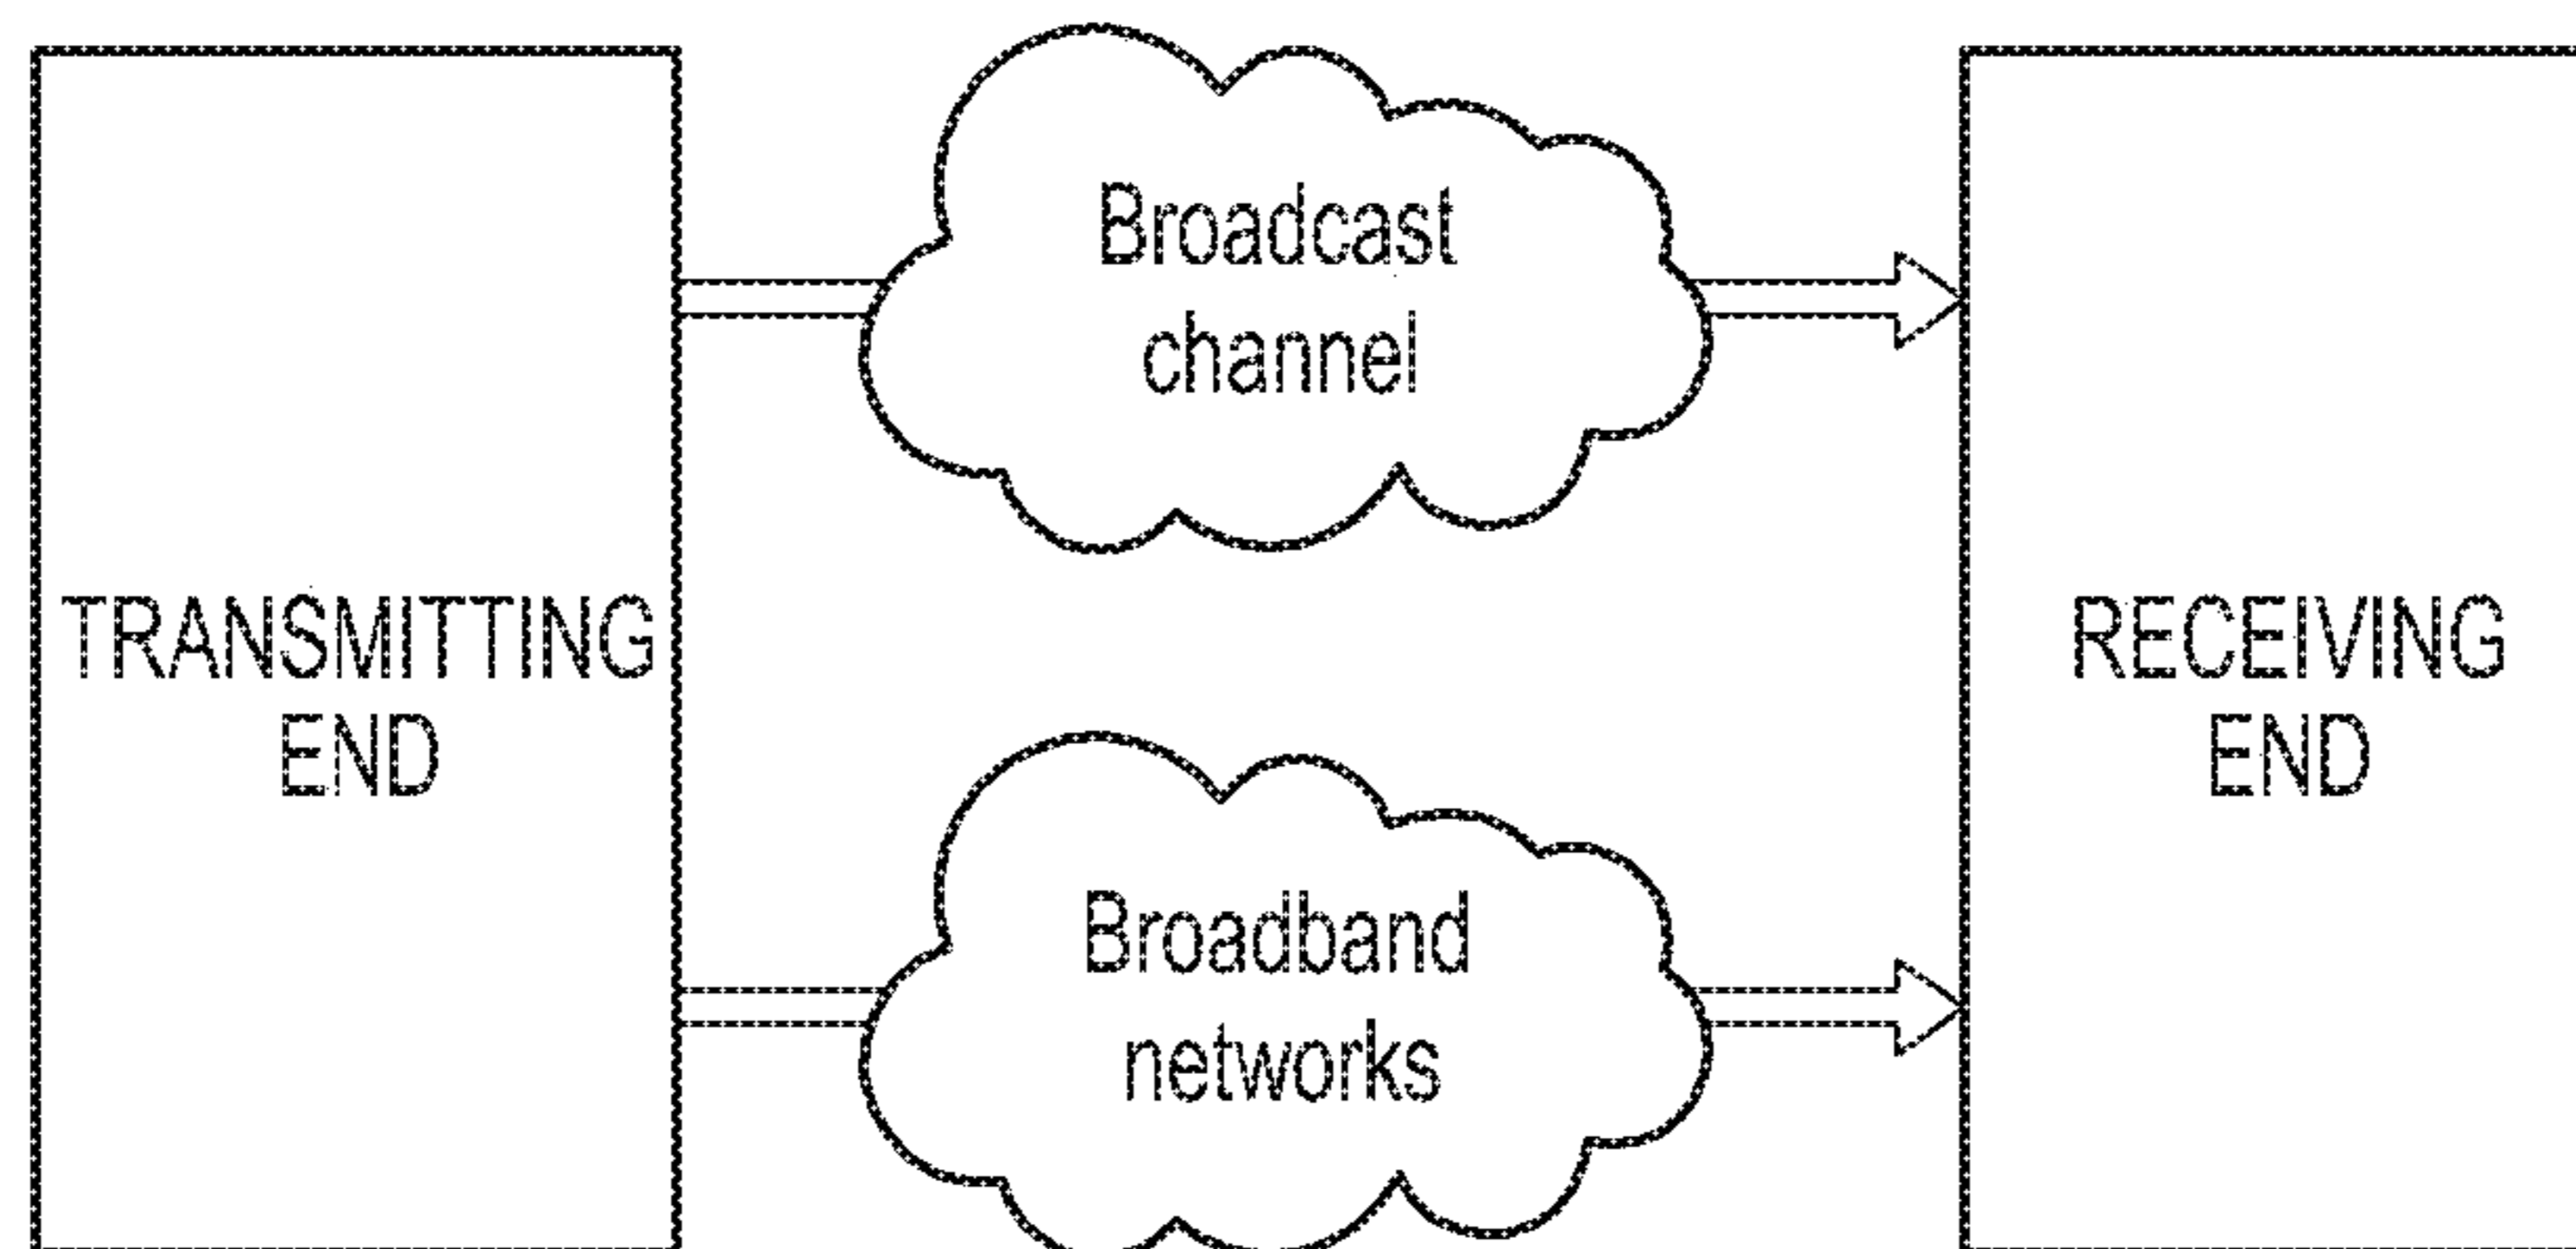 TRANSMITTING
END
Broadcast
channel
Broadband
networks
RECEIVING
END